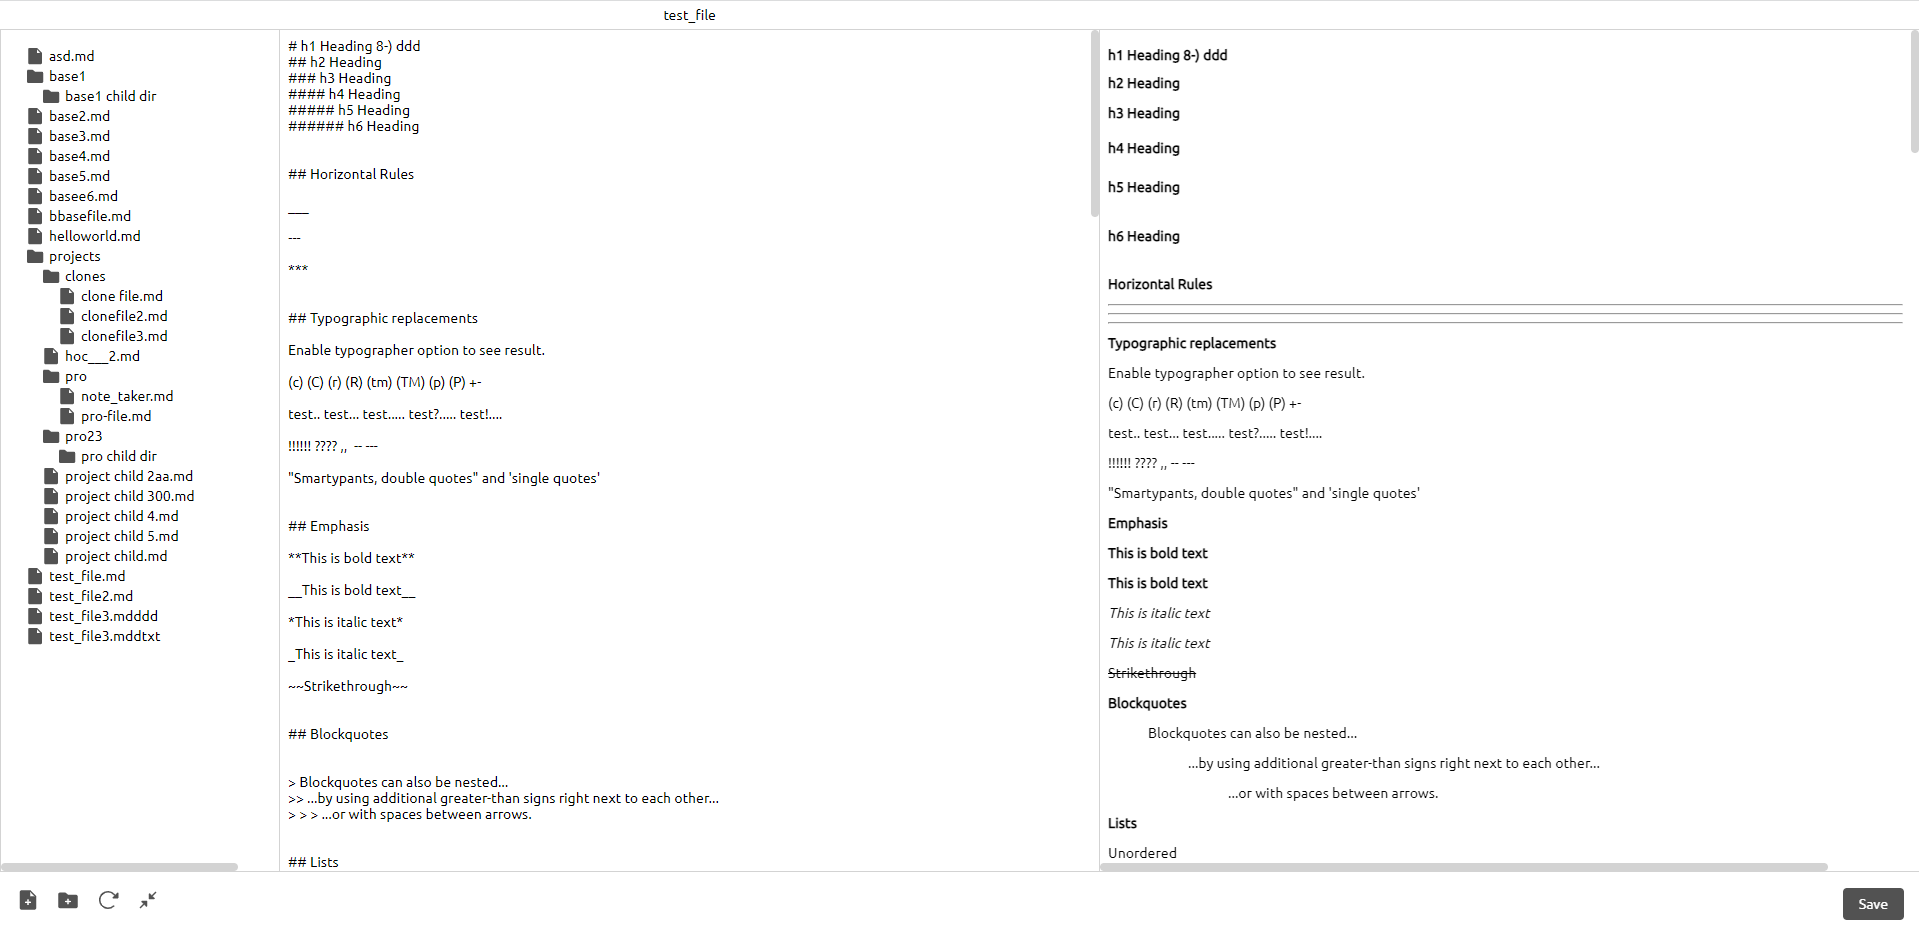 test_file
asd.md
base1
base1 child dir
base2.md
base3.md
base4.md
base5.md
basee6.md
bbasefile.md
helloworld.md
projects
clones
clone file.md
clonefile2.md
clonefile3.md
hoc___2.md
pro
note_taker.md
pro-file.md
pro23
pro child dir
project child 2aa.md
project child 300.md
project child 4.md
project child 5.md
project child.md
test_file.md
test_file2.md
test_file3.mdddd
test_file3.mddtxt
# h1 Heading 8-) ddd
## h2 Heading
### h3 Heading
#### h4 Heading
##### h5 Heading
###### h6 Heading
## Horizontal Rules
___
---
***
## Typographic replacements
Enable typographer option to see result.
(c) (C) (r) (R) (tm) (TM) (p) (P) +-
test.. test... test..... test?..... test!....
!!!!!! ???? ,,  -- ---
"Smartypants, double quotes" and 'single quotes'
## Emphasis
**This is bold text**
__This is bold text__
*This is italic text*
_This is italic text_
~~Strikethrough~~
## Blockquotes
> Blockquotes can also be nested...
>> ...by using additional greater-than signs right next to each other...
> > > ...or with spaces between arrows.
## Lists
h1 Heading 8-) ddd
h2 Heading
h3 Heading
h4 Heading
h5 Heading
h6 Heading
Horizontal Rules
Typographic replacements
Enable typographer option to see result.
(c) (C) (r) (R) (tm) (TM) (p) (P) +-
test.. test... test..... test?..... test!....
!!!!!! ???? ,, -- ---
"Smartypants, double quotes" and 'single quotes'
Emphasis
This is bold text
This is bold text
This is italic text
This is italic text
Strikethrough
Blockquotes
Blockquotes can also be nested...
...by using additional greater-than signs right next to each other...
...or with spaces between arrows.
Lists
Unordered
Save